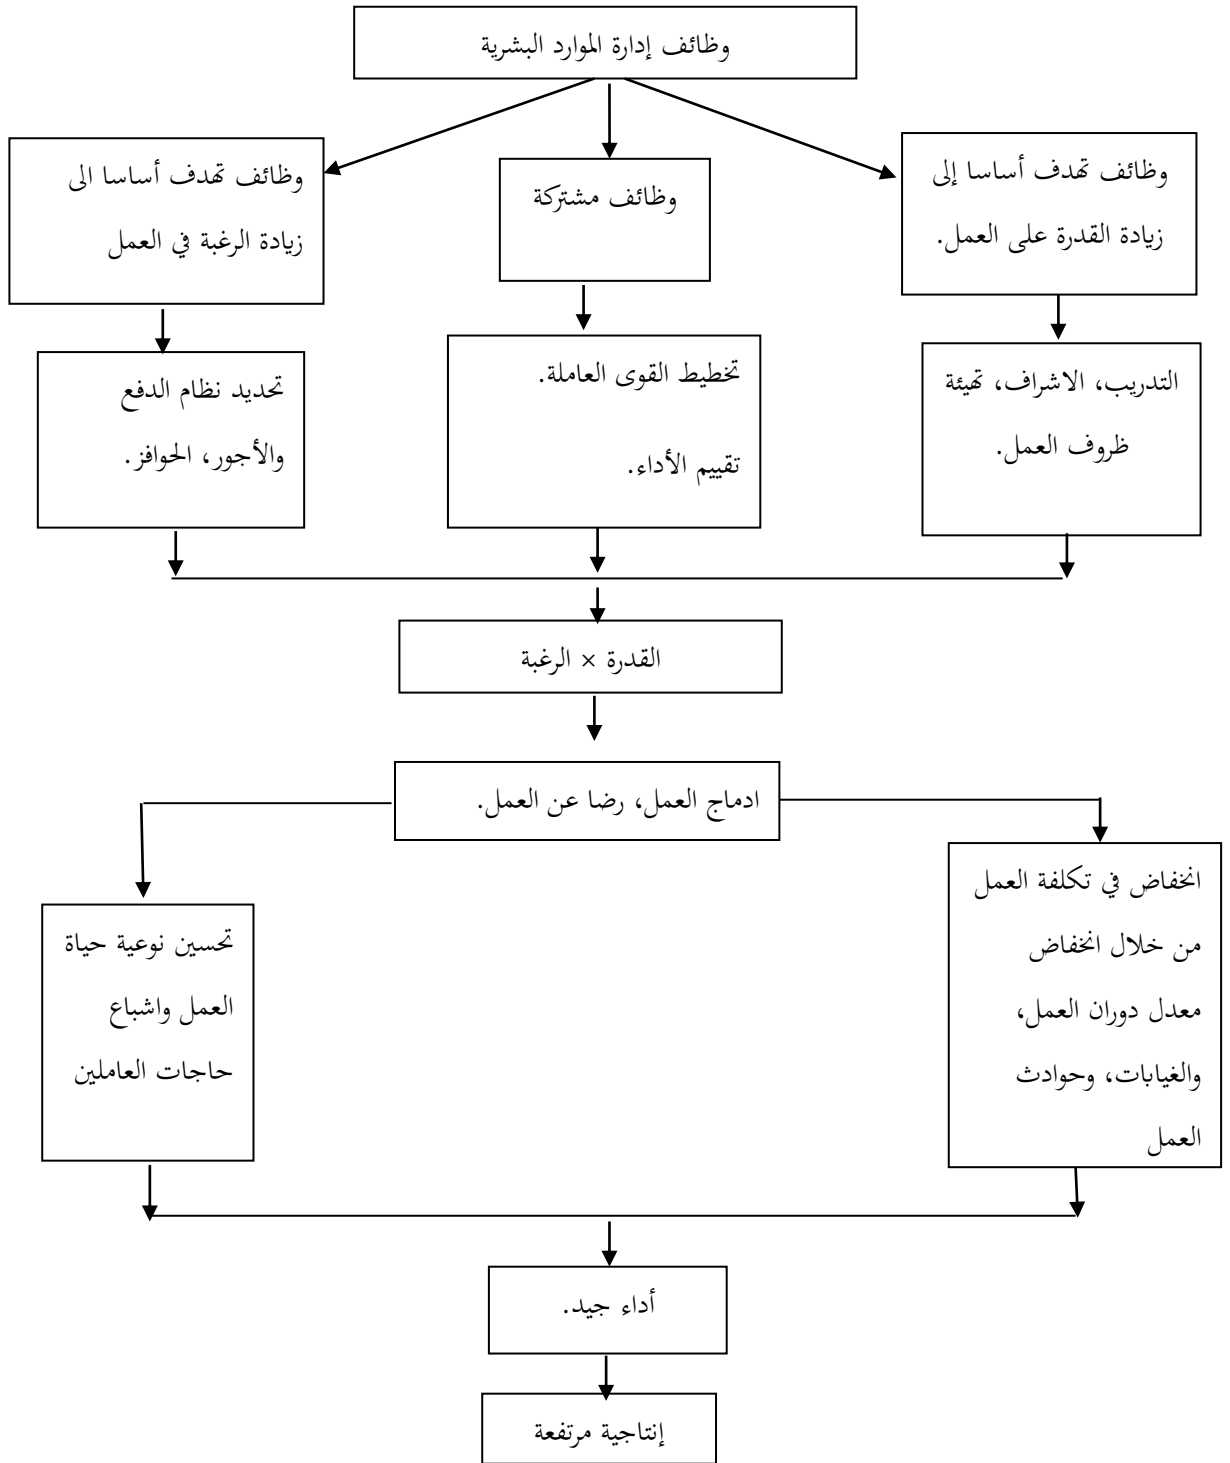 وظائف إدارة الموارد البشرية
وظائف تهدف أساسا إلى
زيادة القدرة على العمل.
وظائف مشتركة
وظائف تهدف أساسا الى
زيادة الرغبة في العمل
التدريب، الاشراف، تهيئة
ظروف العمل.
تخطيط القوى العاملة.
تقييم الأداء.
تحديد نظام الدفع
والأجور، الحوافز.
القدرة × الرغبة
ادماج العمل، رضا عن العمل.
انخفاض في تكلفة العمل
من خلال انخفاض
معدل دوران العمل،
والغيابات، وحوادث
العمل
تحسين نوعية حياة
العمل واشباع
حاجات العاملين
أداء جيد.
إنتاجية مرتفعة